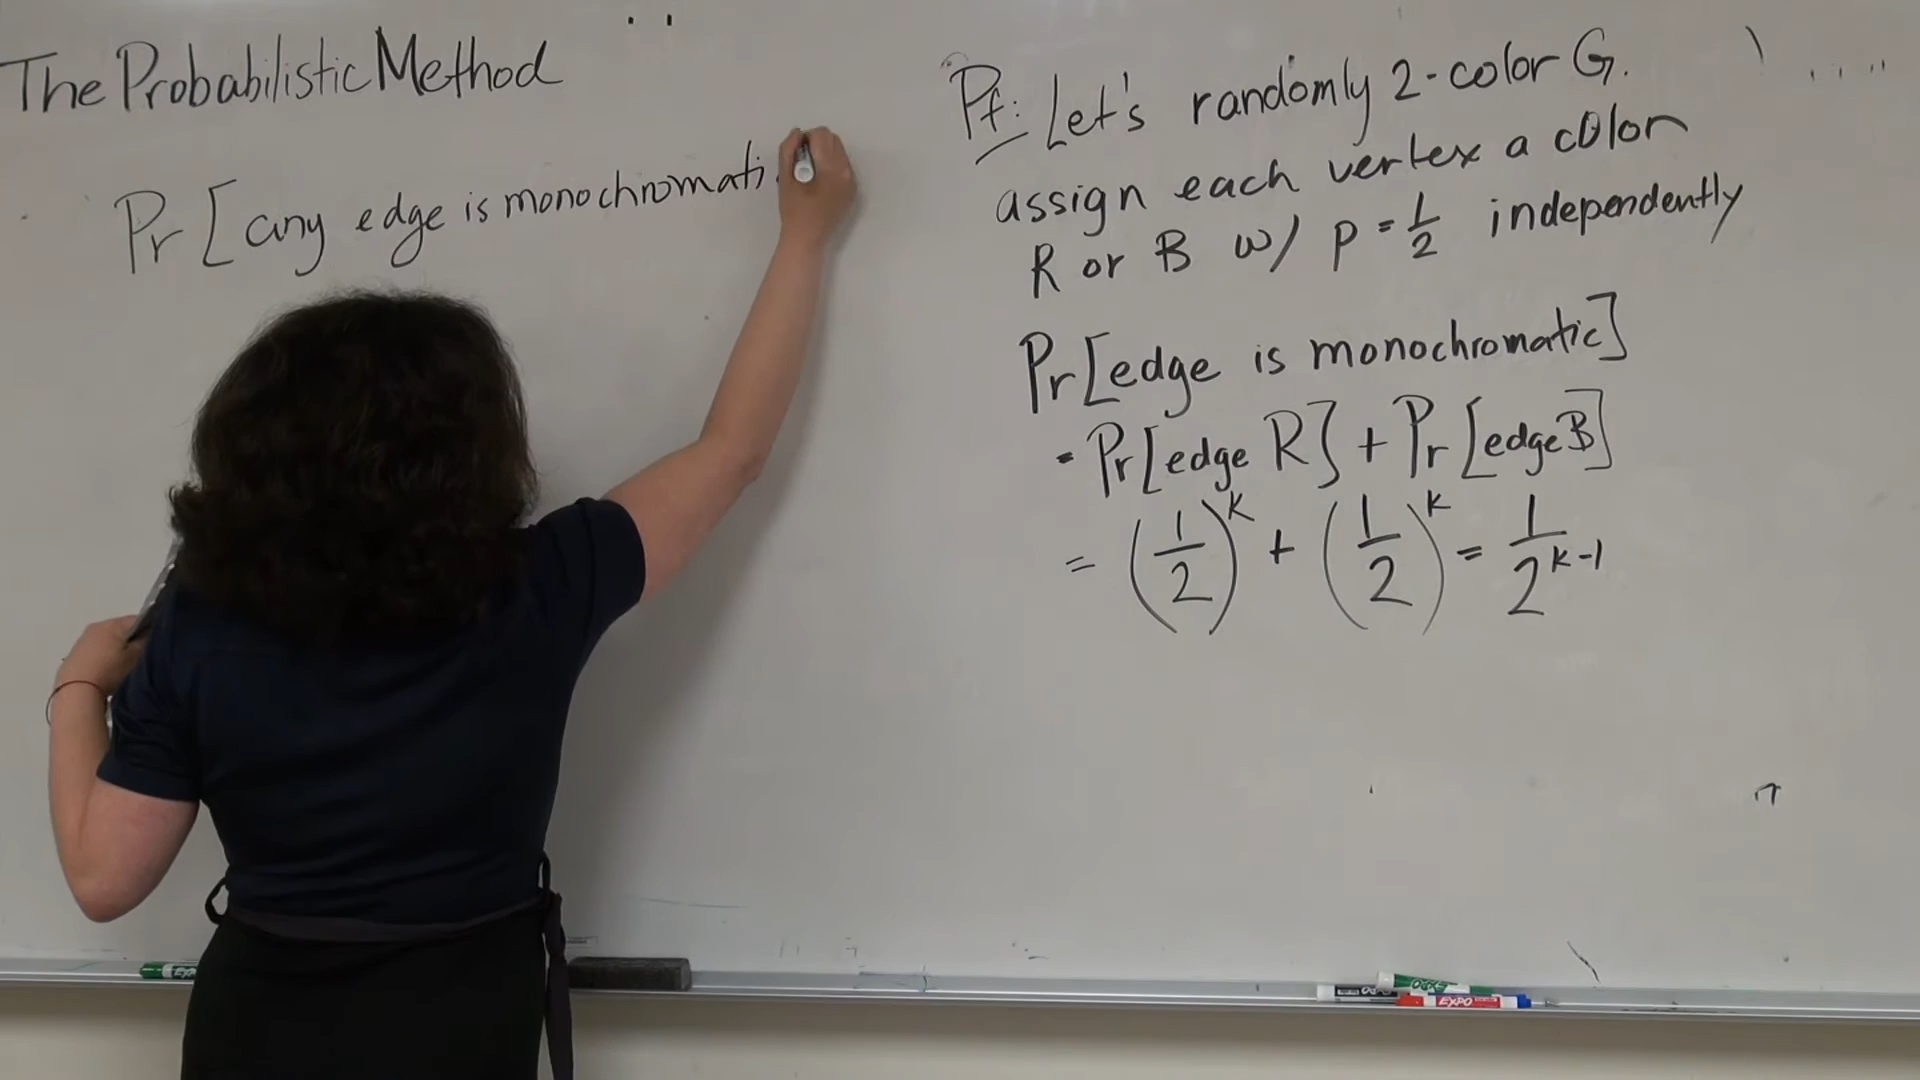 The Probabilistic Method
Pr [any edge is monochromati
Pf: Let's randomly 2-color G.
assign each vertex a color
R or B w/ p = 1/2 independently
Pr[edge is monochromatic]
= Pr[edge R] + Pr[edge B]
= (1/2)^k + (1/2)^k = 1/2^{k-1}
EXPO